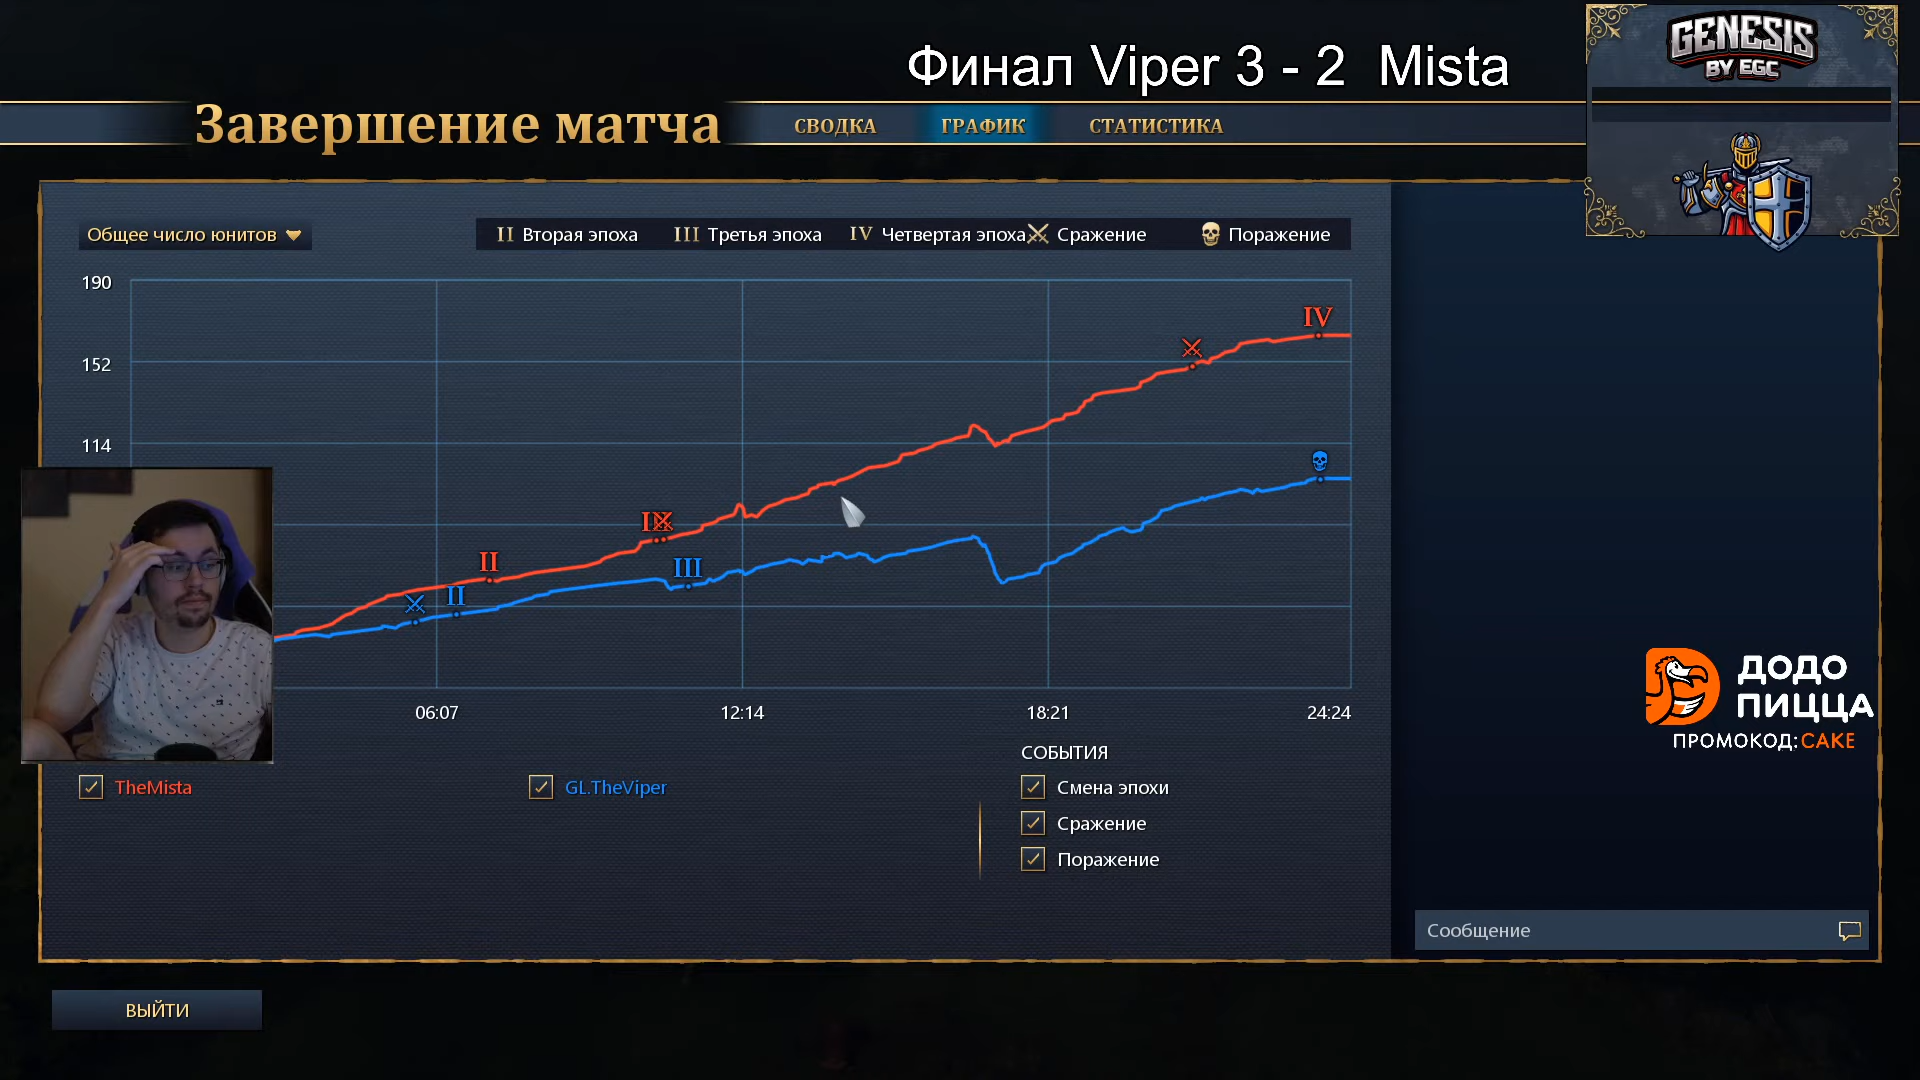 Финал Viper 3 - 2 Mista
GENESIS
BY EGC
Завершение матча
СВОДКА
ГРАФИК
СТАТИСТИКА
Общее число юнитов
II Вторая эпоха
III Третья эпоха
IV Четвертая эпоха
Сражение
Поражение
190
152
114
IV
II
II
III
06:07
12:14
18:21
24:24
ДОДО
ПИЦЦА
ПРОМОКОД:CAKE
TheMista
GL.TheViper
СОБЫТИЯ
Смена эпохи
Сражение
Поражение
Сообщение
ВЫЙТИ